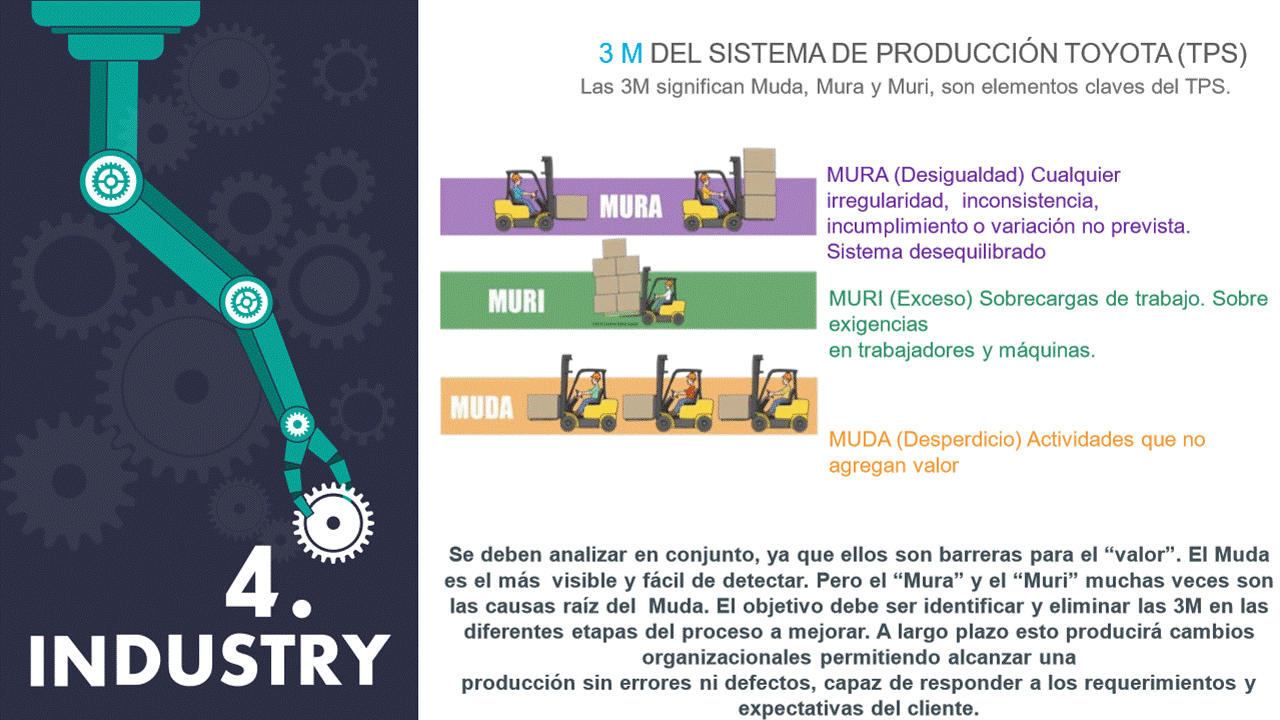 3 M DEL SISTEMA DE PRODUCCIÓN TOYOTA (TPS)
Las 3M significan Muda, Mura y Muri, son elementos claves del TPS.
MURA
MURA (Desigualdad) Cualquier
irregularidad, inconsistencia,
incumplimiento o variación no prevista.
Sistema desequilibrado
MURI
MURI (Exceso) Sobrecargas de trabajo. Sobre
exigencias
en trabajadores y máquinas.
MUDA
MUDA (Desperdicio) Actividades que no
agregan valor
Se deben analizar en conjunto, ya que ellos son barreras para el “valor”. El Muda
es el más visible y fácil de detectar. Pero el “Mura” y el “Muri” muchas veces son
las causas raíz del Muda. El objetivo debe ser identificar y eliminar las 3M en las
diferentes etapas del proceso a mejorar. A largo plazo esto producirá cambios
organizacionales permitiendo alcanzar una
producción sin errores ni defectos, capaz de responder a los requerimientos y
expectativas del cliente.
4.
INDUSTRY